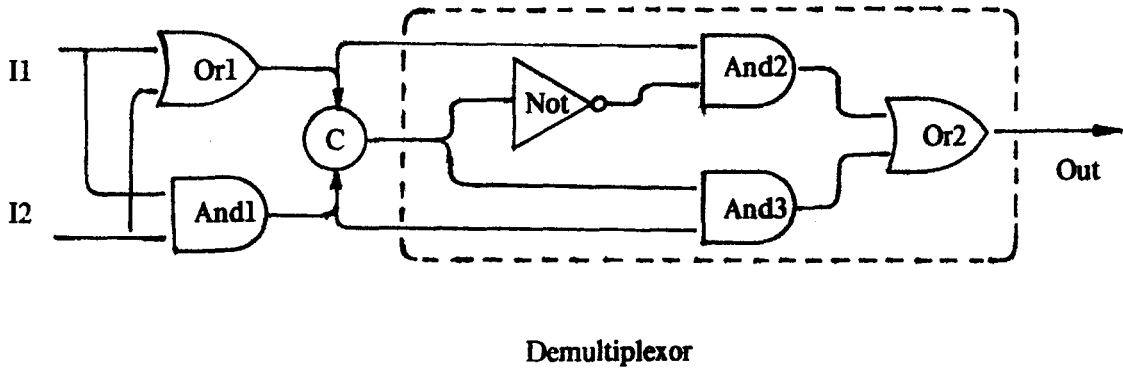 I1
Or1
And2
Not
C
Or2
Out
I2
And1
And3
Demultiplexor